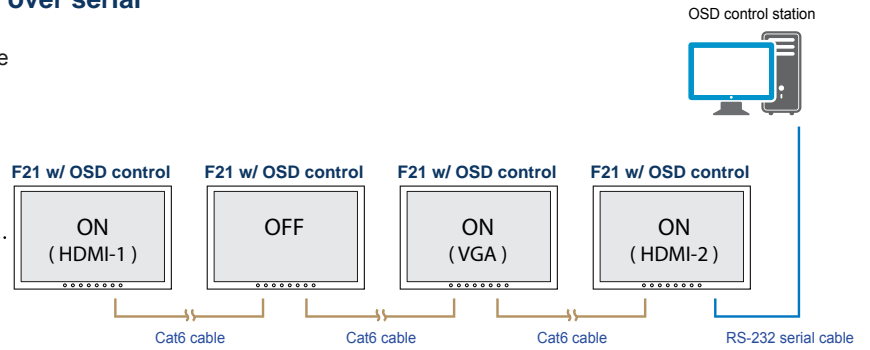 over serial
OSD control station
e
F21 w/ OSD control F21 w/ OSD control F21 w/ OSD control F21 w/ OSD control
ON OFF ON ON
..
( HDMI-1 ) ( VGA ) ( HDMI-2 )
Cat6 cable Cat6 cable Cat6 cable RS-232 serial cable